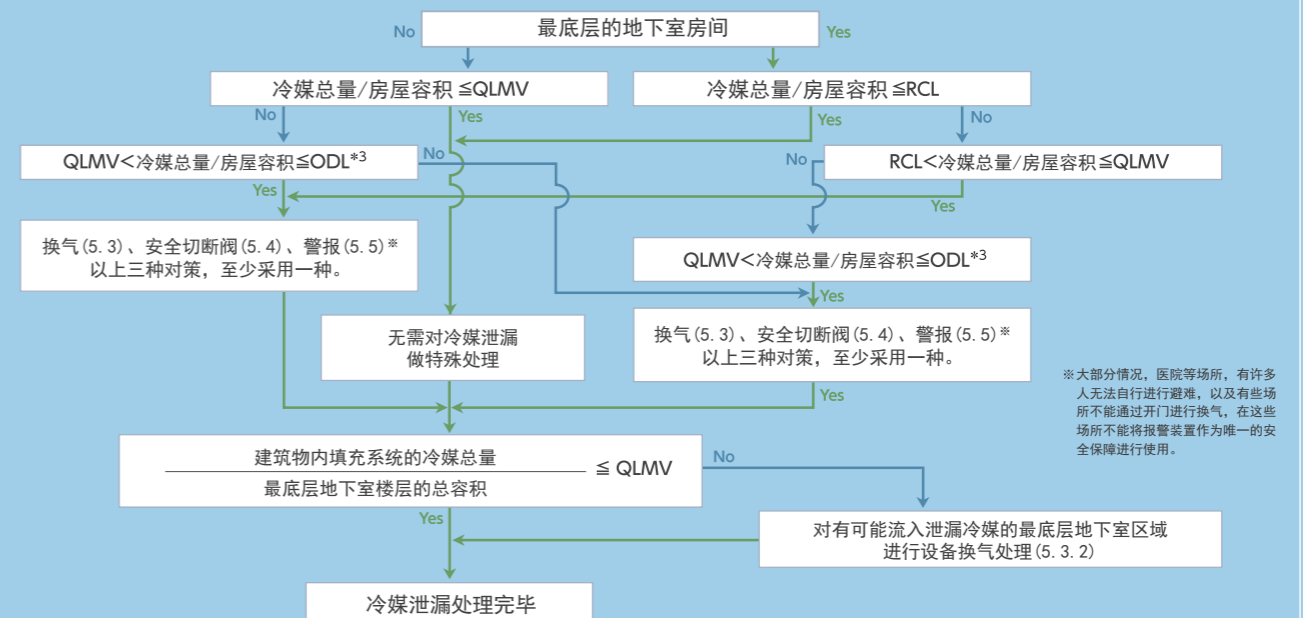 最底层的地下室房间
No
Yes
冷媒总量/房屋容积≦QLMV
冷媒总量/房屋容积≦RCL
No
Yes
Yes
No
QLMV<冷媒总量/房屋容积≦ODL*3
No
No
RCL<冷媒总量/房屋容积≦QLMV
Yes
Yes
换气(5.3)、安全切断阀(5.4)、警报(5.5)※
以上三种对策，至少采用一种。
QLMV<冷媒总量/房屋容积≦ODL*3
Yes
无需对冷媒泄漏
做特殊处理
换气(5.3)、安全切断阀(5.4)、警报(5.5)※
以上三种对策，至少采用一种。
Yes
※大部分情况，医院等场所，有许多
人无法自行进行避难，以及有些场
所不能通过开门进行换气，在这些
场所不能将报警装置作为唯一的安
全保障进行使用。
建筑物内填充系统的冷媒总量
最底层地下室楼层的总容积
≦ QLMV
No
Yes
对有可能流入泄漏冷媒的最底层地下室区域
进行设备换气处理(5.3.2)
冷媒泄漏处理完毕